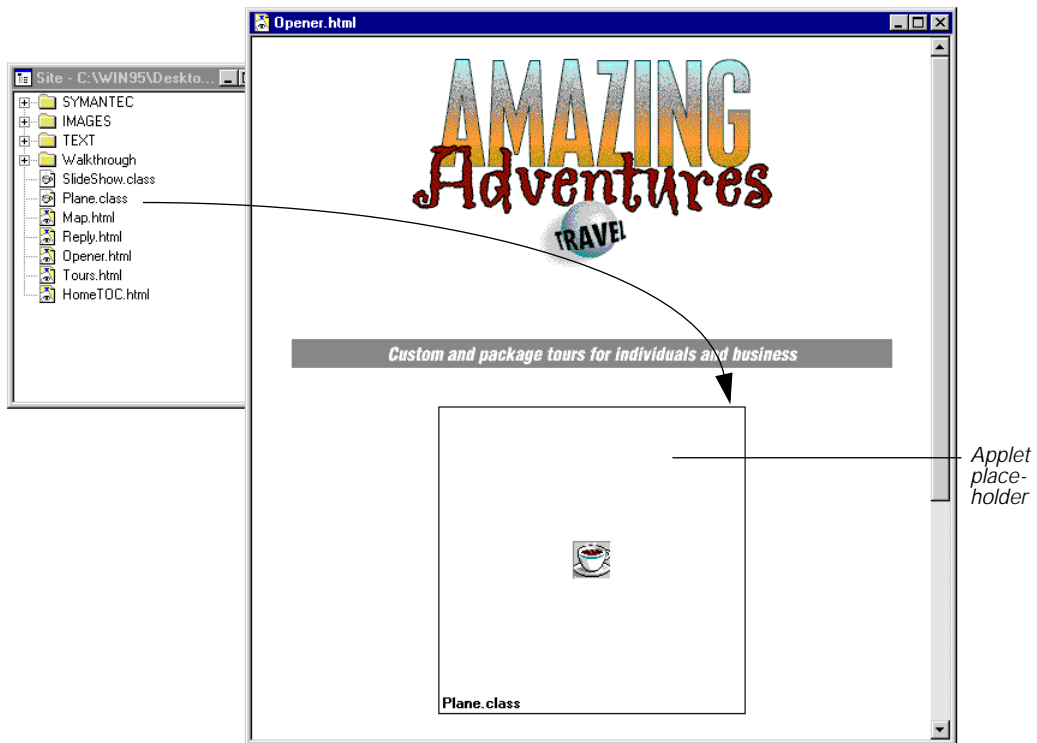 Opener.html
Site - C:\WIN95\Deskto...
SYMANTEC
IMAGES
TEXT
Walkthrough
SlideShow.class
Plane.class
Map.html
Reply.html
Opener.html
Tours.html
HomeTOC.html
AMAZING
Adventures
TRAVEL
Custom and package tours for individuals and business
Applet
place-
holder
Plane.class